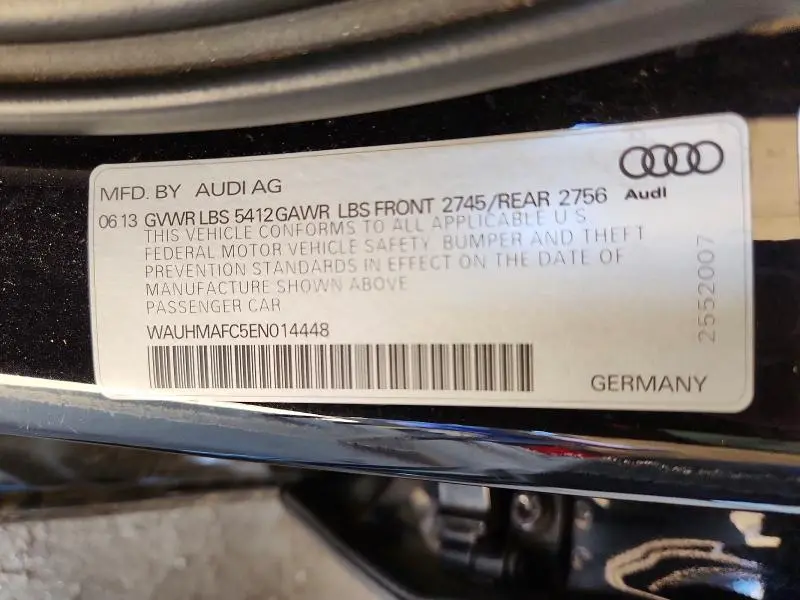 MFD. BY AUDI AG
Audi
06 13 GVWR LBS 5412 GAWR LBS FRONT 2745/REAR 2756
THIS VEHICLE CONFORMS TO ALL APPLICABLE U S
FEDERAL MOTOR VEHICLE SAFETY, BUMPER AND THEFT
PREVENTION STANDARDS IN EFFECT ON THE DATE OF
MANUFACTURE SHOWN ABOVE
PASSENGER CAR
WAUHMAFC5EN014448
GERMANY
2552007